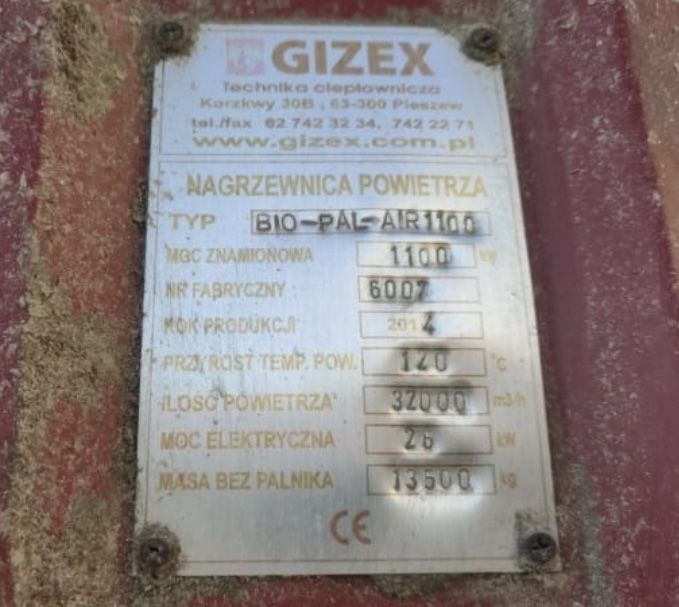 GIZEX
Technika ciepłownicza
Korzkwy 30B , 63-300 Pleszew
tel./fax 62 742 32 34, 742 22 71
www.gizex.com.pl
NAGRZEWNICA POWIETRZA
TYP BIO-PAL-AIR1100
MOC ZNAMIONOWA 1100 kW
NR FABRYCZNY 6007
ROK PRODUKCJI 2014
PRZYROST TEMP. POW. 120 °C
ILOŚĆ POWIETRZA 32000 m3/h
MOC ELEKTRYCZNA 26 kW
MASA BEZ PALNIKA 13500 kg
CE